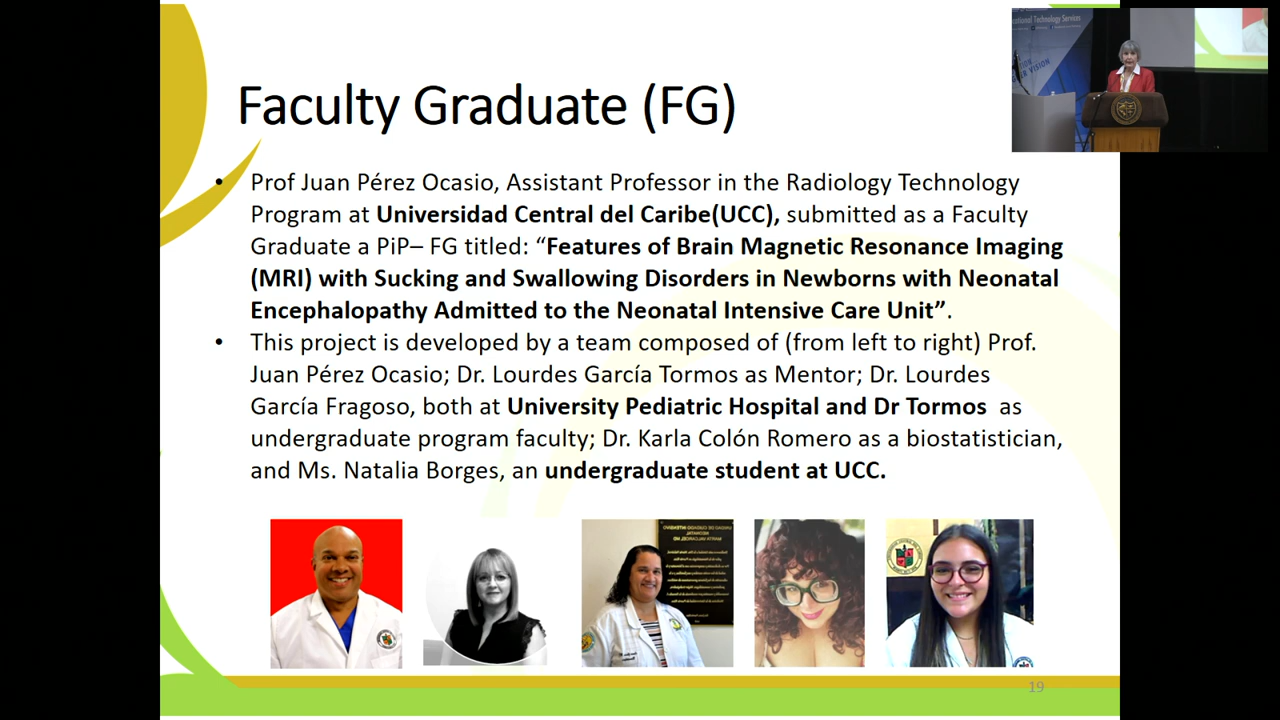 ucational Technology Services
Faculty Graduate (FG)
• Prof Juan Pérez Ocasio, Assistant Professor in the Radiology Technology
Program at Universidad Central del Caribe(UCC), submitted as a Faculty
Graduate a PiP– FG titled: “Features of Brain Magnetic Resonance Imaging
(MRI) with Sucking and Swallowing Disorders in Newborns with Neonatal
Encephalopathy Admitted to the Neonatal Intensive Care Unit”.
• This project is developed by a team composed of (from left to right) Prof.
Juan Pérez Ocasio; Dr. Lourdes García Tormos as Mentor; Dr. Lourdes
García Fragoso, both at University Pediatric Hospital and Dr Tormos as
undergraduate program faculty; Dr. Karla Colón Romero as a biostatistician,
and Ms. Natalia Borges, an undergraduate student at UCC.
19